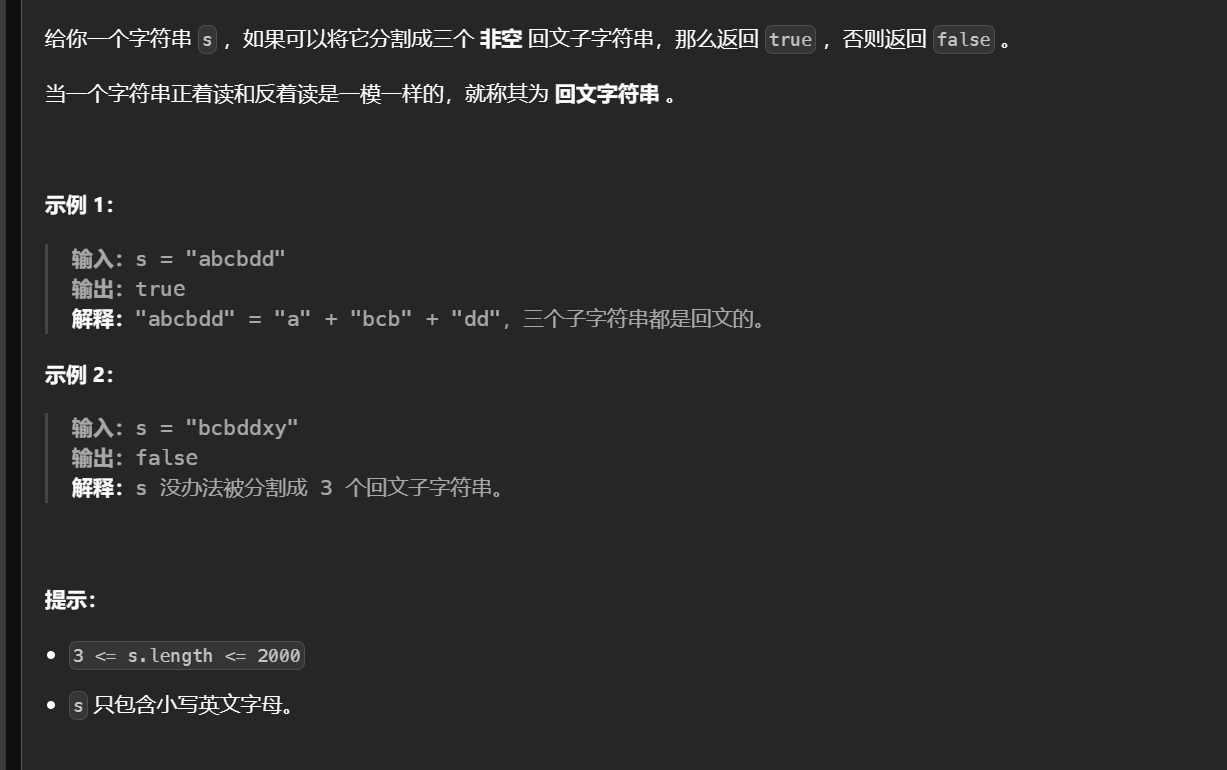 给你一个字符串 s ，如果可以将它分割成三个 非空 回文子字符串，那么返回 true ，否则返回 false 。
当一个字符串正着读和反着读是一模一样的，就称其为 回文字符串 。
示例 1：
输入：s = "abcbdd"
输出：true
解释："abcbdd" = "a" + "bcb" + "dd"，三个子字符串都是回文的。
示例 2：
输入：s = "bcbddxy"
输出：false
解释：s 没办法被分割成 3 个回文子字符串。
提示：
• 3 <= s.length <= 2000
• s 只包含小写英文字母。